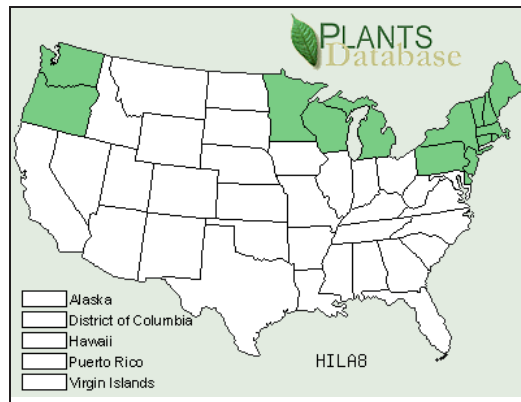 PLANTS
Database
Alaska
District of Columbia
Hawaii
Puerto Rico
Virgin Islands
HILA8